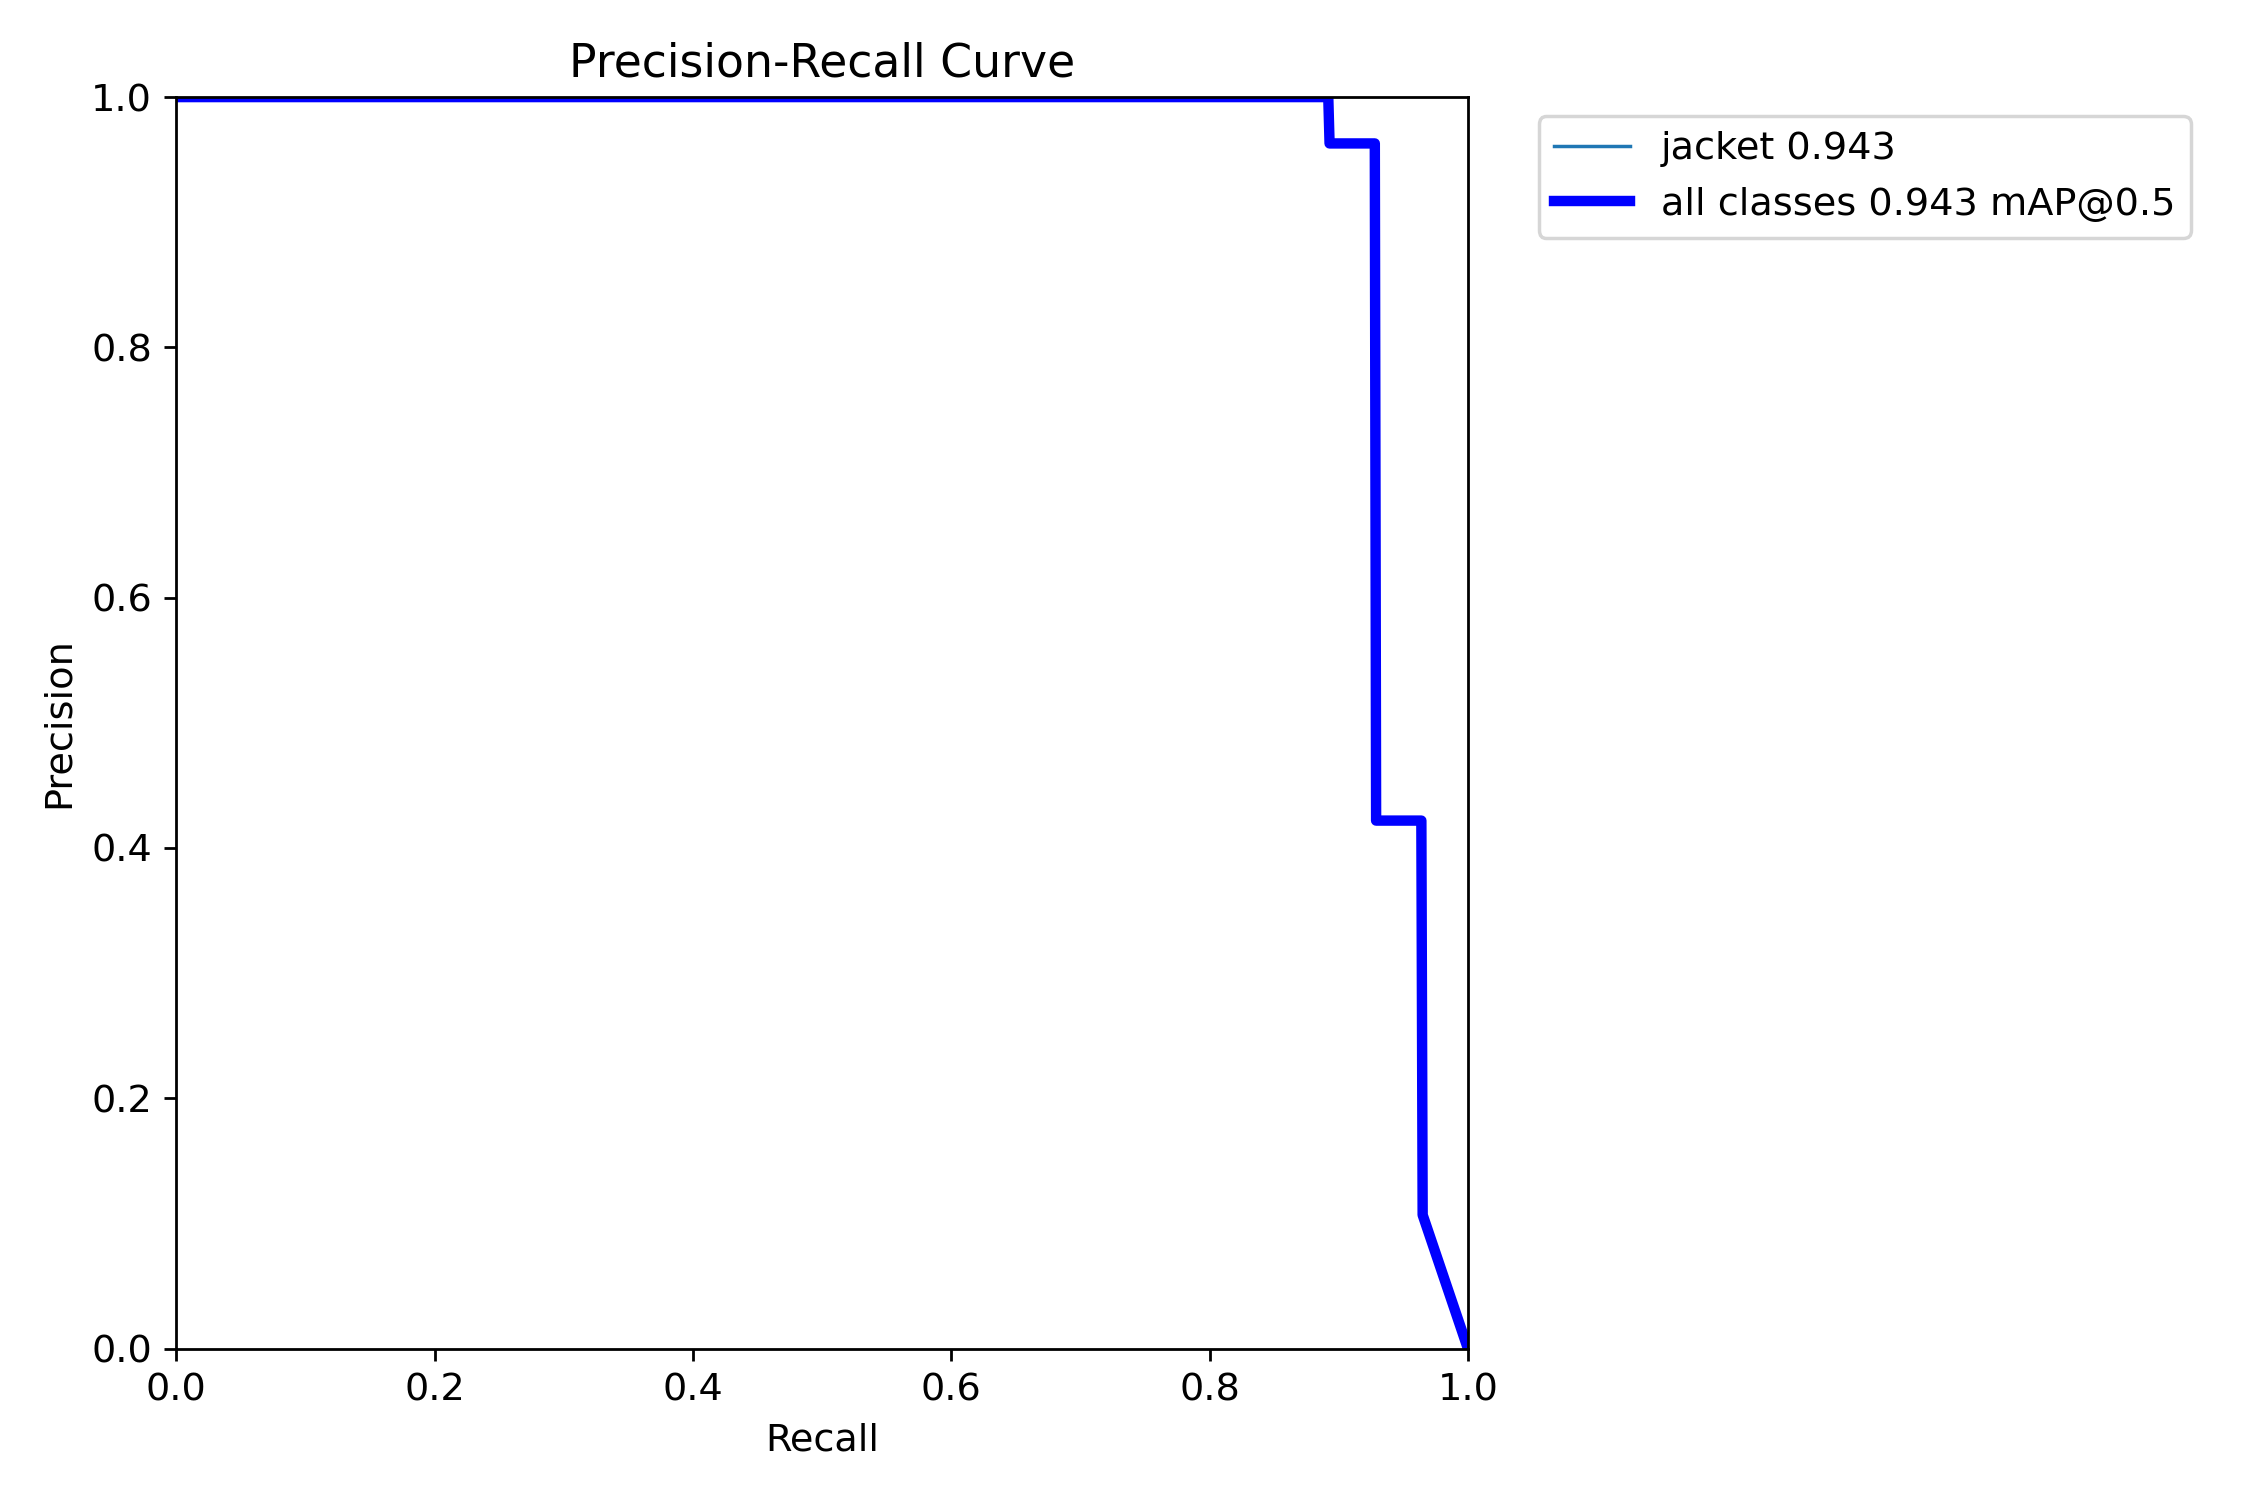 Precision-Recall Curve
1.0
0.8
0.6
0.4
0.2
0.0
Precision
0.0 0.2 0.4 0.6 0.8 1.0
Recall
jacket 0.943
all classes 0.943 mAP@0.5